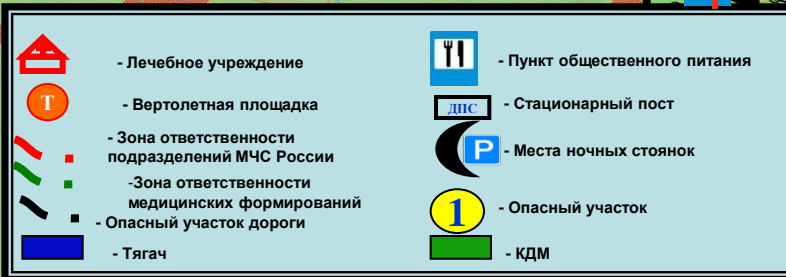 - Лечебное учреждение
Т
- Вертолетная площадка
- Зона ответственности
подразделений МЧС России
-Зона ответственности
медицинских формирований
- Опасный участок дороги
- Тягач
- Пункт общественного питания
ДПС
- Стационарный пост
P
- Места ночных стоянок
1
- Опасный участок
- КДМ